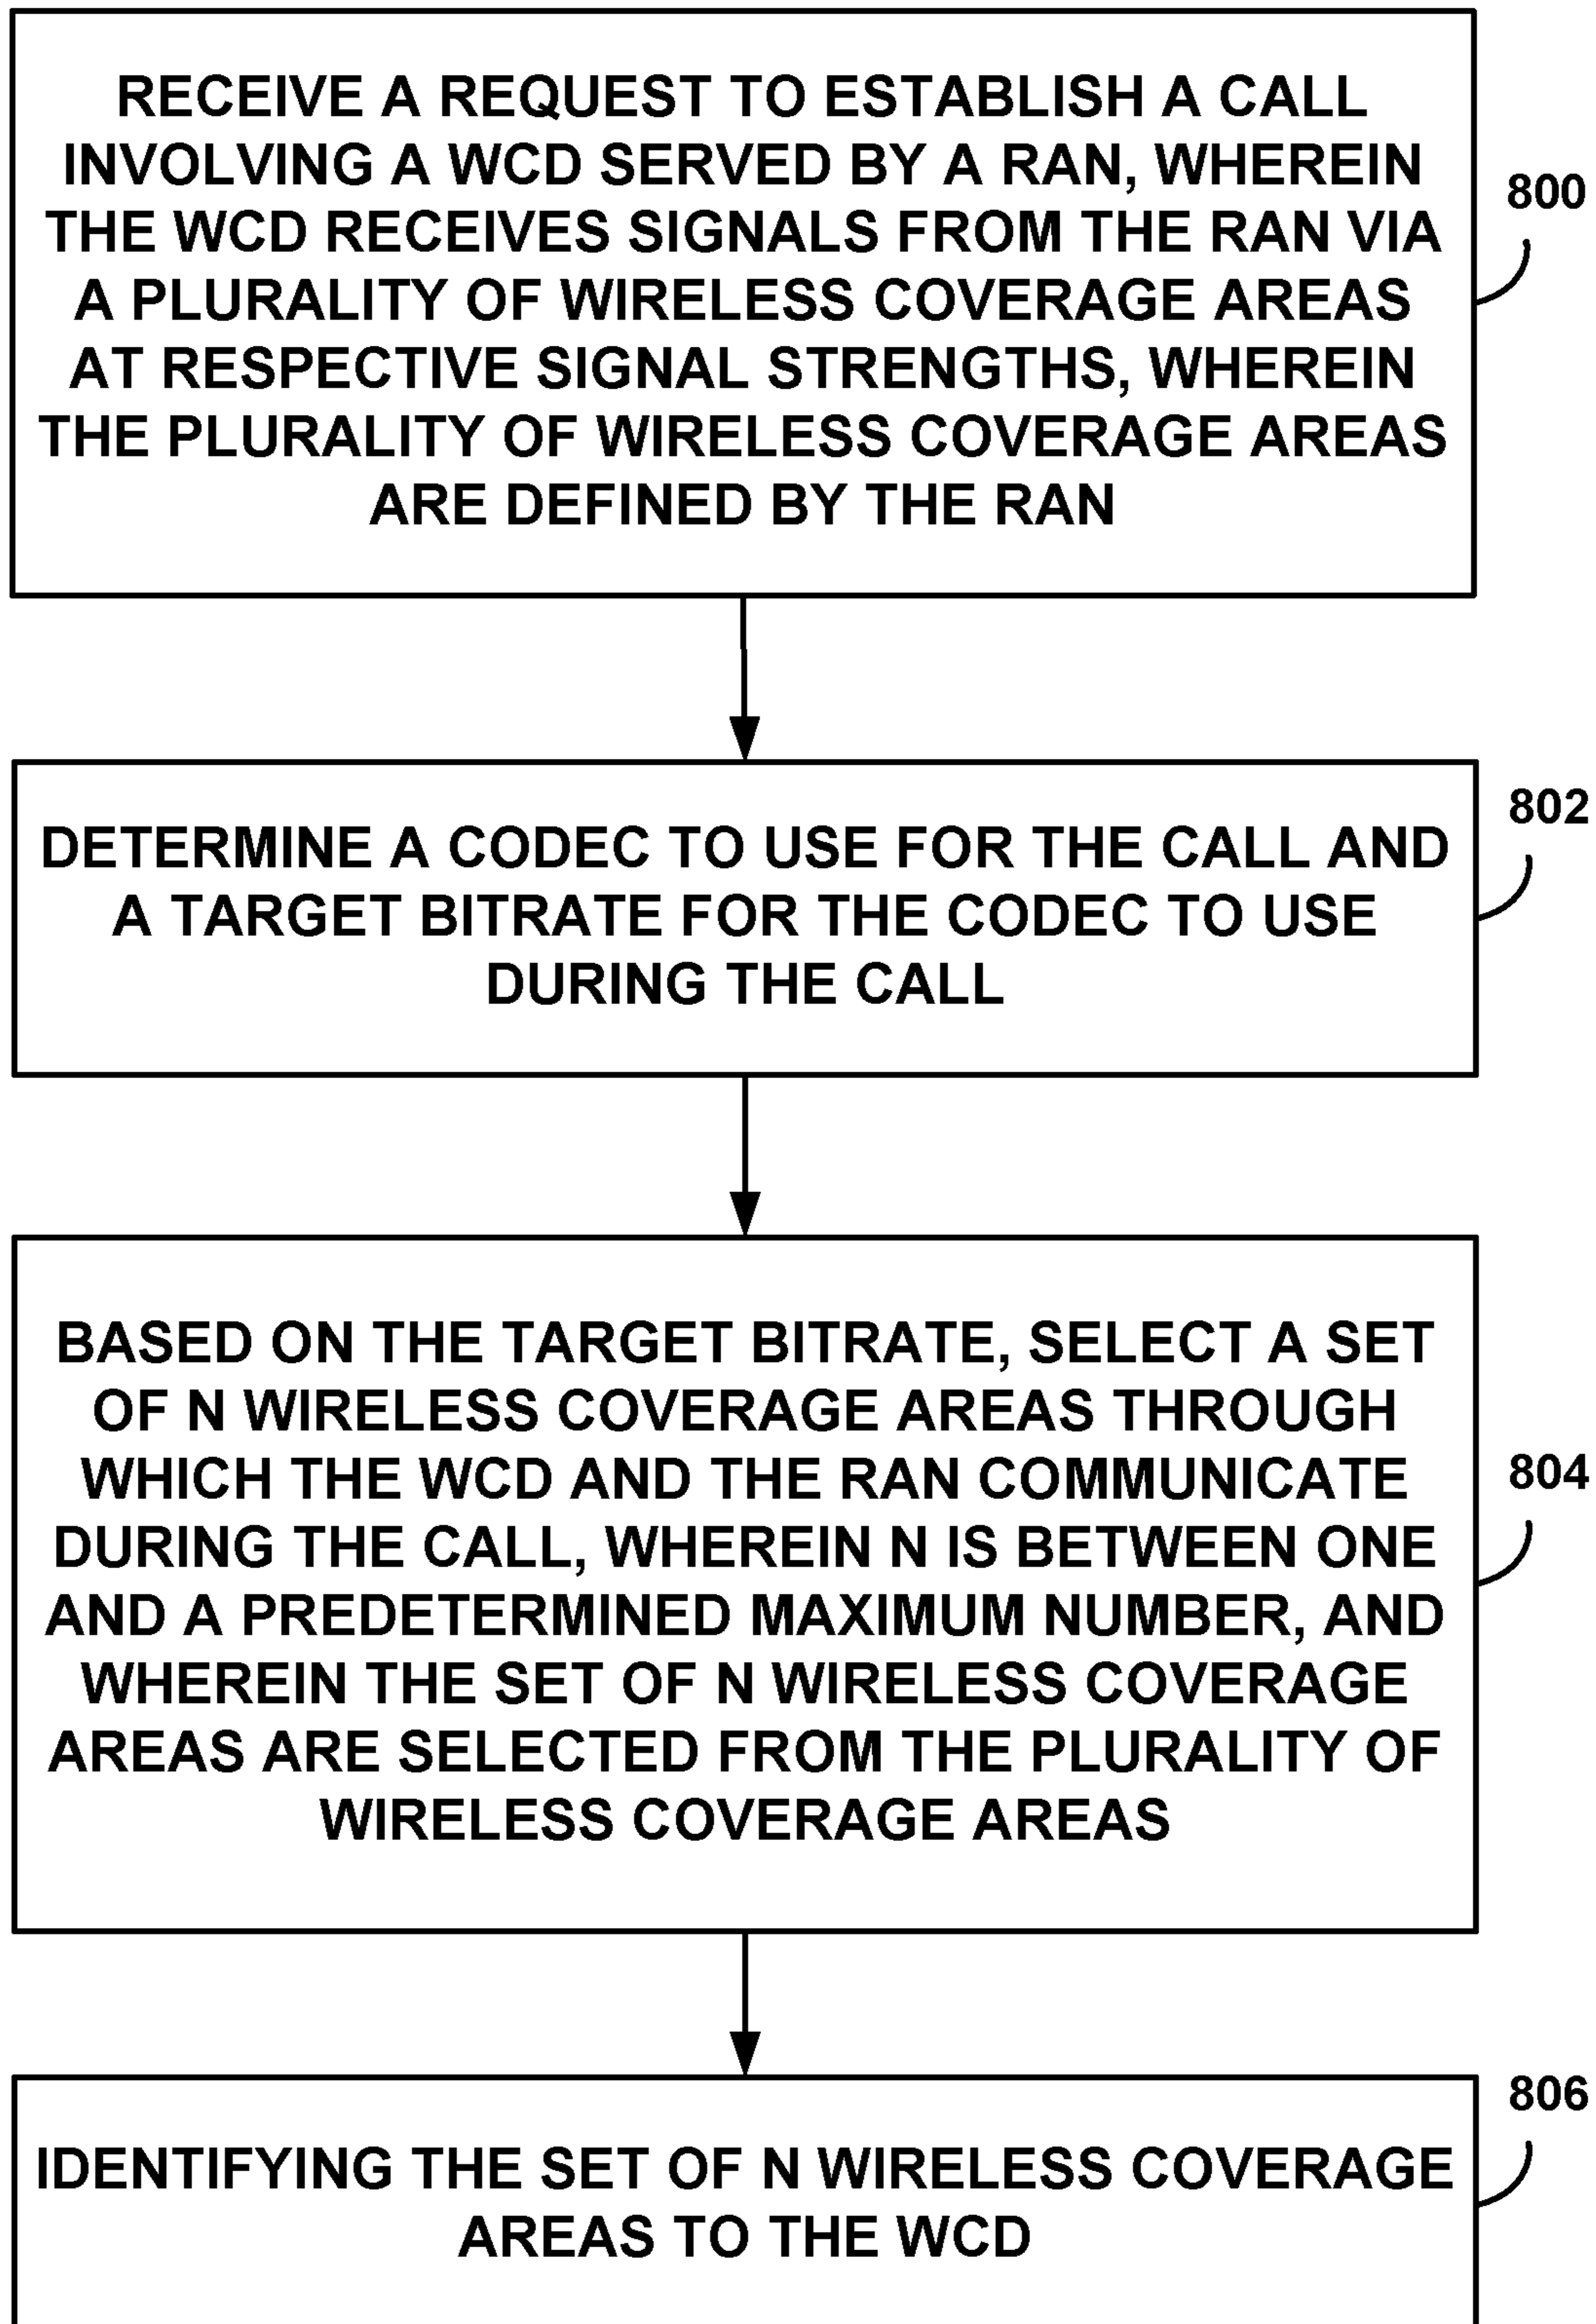 RECEIVE A REQUEST TO ESTABLISH A CALL
INVOLVING A WCD SERVED BY A RAN, WHEREIN
THE WCD RECEIVES SIGNALS FROM THE RAN VIA
A PLURALITY OF WIRELESS COVERAGE AREAS
AT RESPECTIVE SIGNAL STRENGTHS, WHEREIN
THE PLURALITY OF WIRELESS COVERAGE AREAS
ARE DEFINED BY THE RAN
800
DETERMINE A CODEC TO USE FOR THE CALL AND
A TARGET BITRATE FOR THE CODEC TO USE
DURING THE CALL
802
BASED ON THE TARGET BITRATE, SELECT A SET
OF N WIRELESS COVERAGE AREAS THROUGH
WHICH THE WCD AND THE RAN COMMUNICATE
DURING THE CALL, WHEREIN N IS BETWEEN ONE
AND A PREDETERMINED MAXIMUM NUMBER, AND
WHEREIN THE SET OF N WIRELESS COVERAGE
AREAS ARE SELECTED FROM THE PLURALITY OF
WIRELESS COVERAGE AREAS
804
IDENTIFYING THE SET OF N WIRELESS COVERAGE
AREAS TO THE WCD
806